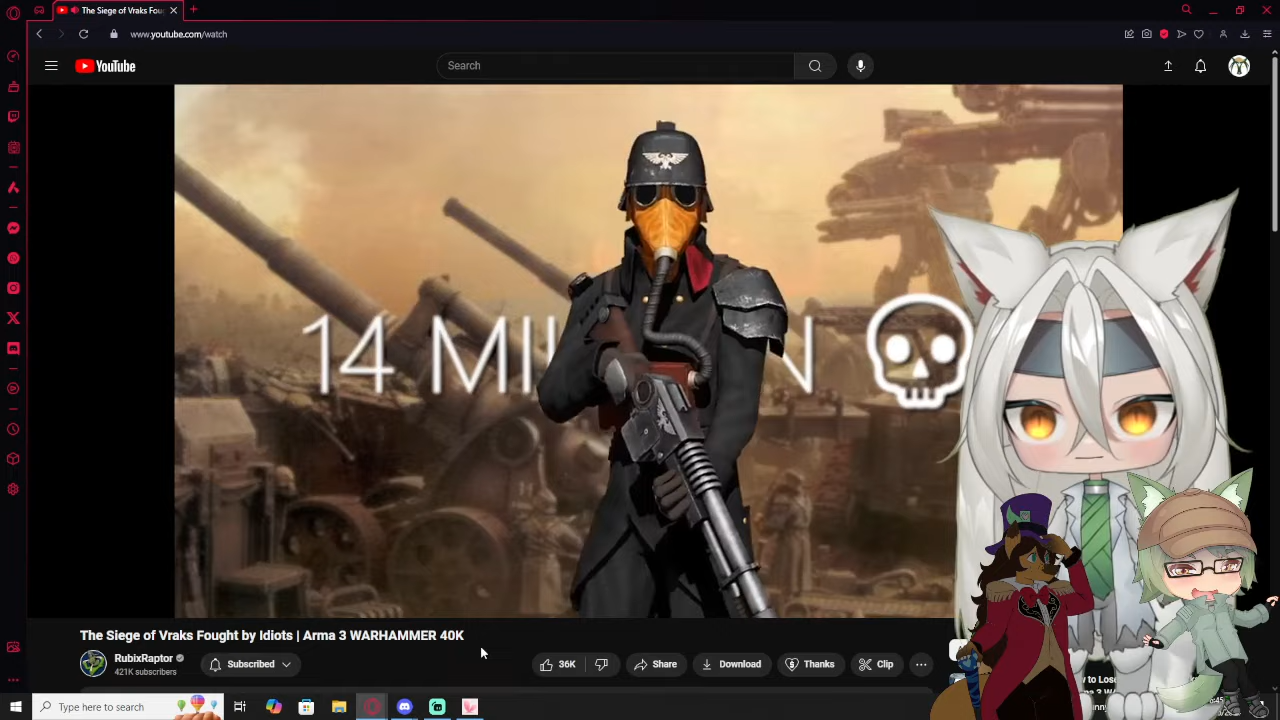 The Siege of Vraks Fou
www.youtube.com/watch
YouTube
Search
14 MI N
The Siege of Vraks Fought by Idiots | Arma 3 WARHAMMER 40K
RubixRaptor
421K subscribers
Subscribed
36K
Share
Download
Thanks
Clip
Type here to search